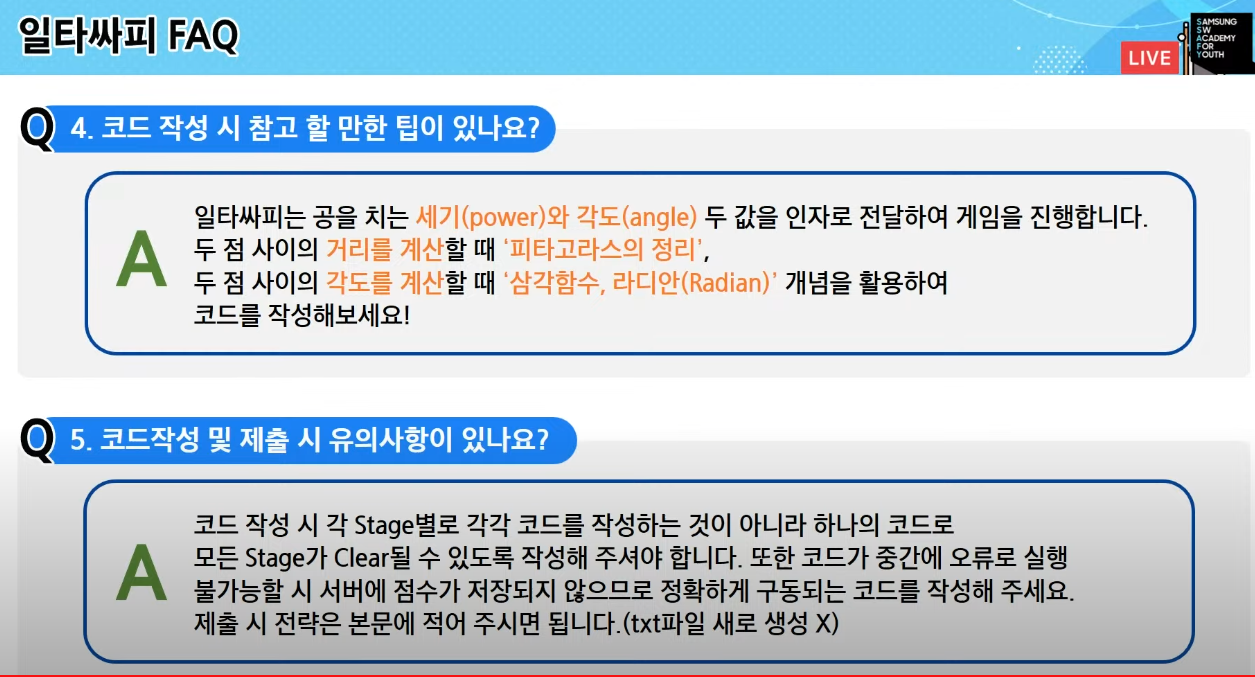 일타싸피 FAQ
LIVE
SAMSUNG
SW
ACADEMY
FOR
YOUTH
Q 4. 코드 작성 시 참고 할 만한 팁이 있나요?
A
일타싸피는 공을 치는 세기(power)와 각도(angle) 두 값을 인자로 전달하여 게임을 진행합니다.
두 점 사이의 거리를 계산할 때 ‘피타고라스의 정리’,
두 점 사이의 각도를 계산할 때 ‘삼각함수, 라디안(Radian)’ 개념을 활용하여
코드를 작성해보세요!
Q 5. 코드작성 및 제출 시 유의사항이 있나요?
A
코드 작성 시 각 Stage별로 각각 코드를 작성하는 것이 아니라 하나의 코드로
모든 Stage가 Clear될 수 있도록 작성해 주셔야 합니다. 또한 코드가 중간에 오류로 실행
불가능할 시 서버에 점수가 저장되지 않으므로 정확하게 구동되는 코드를 작성해 주세요.
제출 시 전략은 본문에 적어 주시면 됩니다.(txt파일 새로 생성 X)